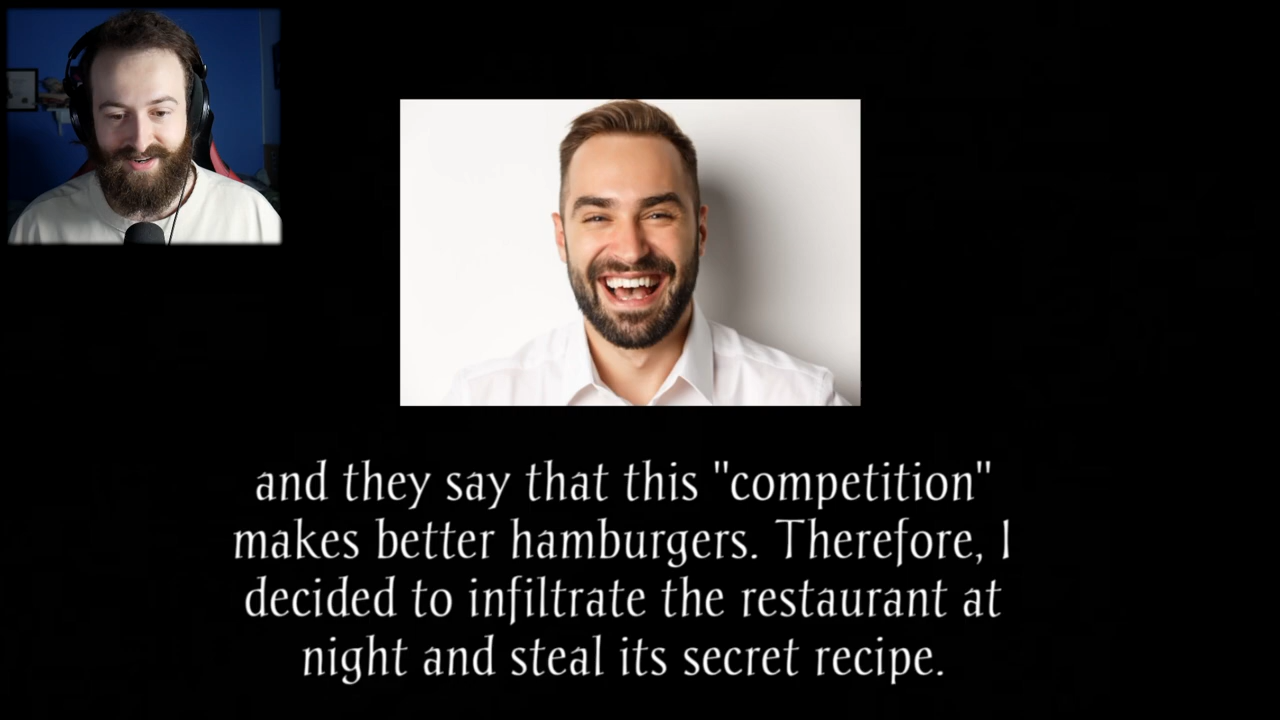 and they say that this "competition"
makes better hamburgers. Therefore, I
decided to infiltrate the restaurant at
night and steal its secret recipe.